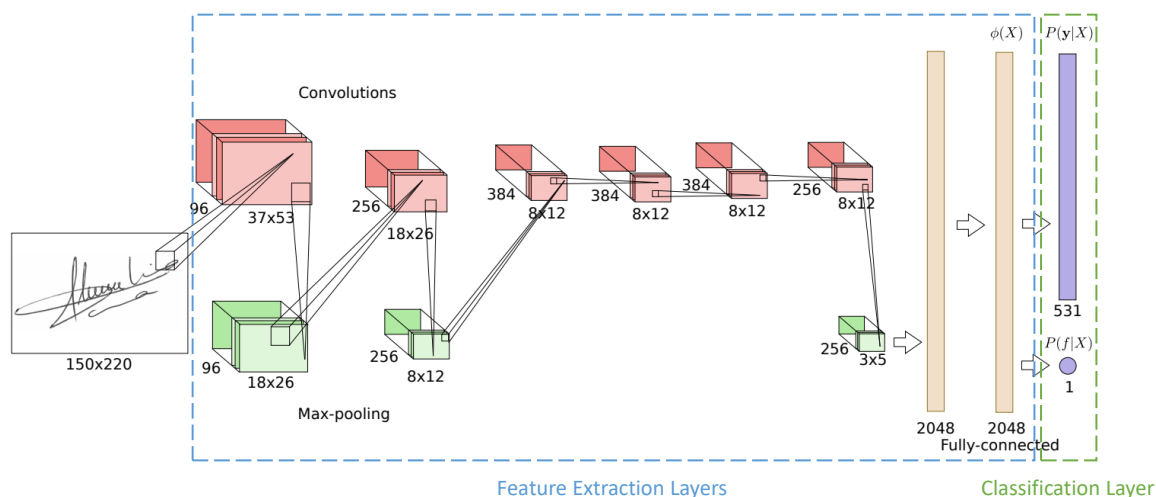 ϕ(X)
P(y|X)
Convolutions
96
37x53
256
18x26
384
8x12
384
8x12
384
8x12
256
8x12
150x220
96
18x26
256
8x12
Max-pooling
256
3x5
2048
2048
Fully-connected
531
P(f|X)
1
Feature Extraction Layers
Classification Layer